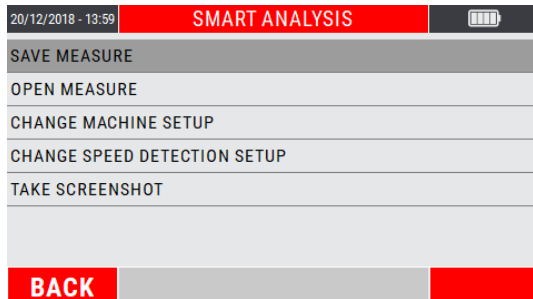 20/12/2018 - 13:59 SMART ANALYSIS
SAVE MEASURE
OPEN MEASURE
CHANGE MACHINE SETUP
CHANGE SPEED DETECTION SETUP
TAKE SCREENSHOT
BACK